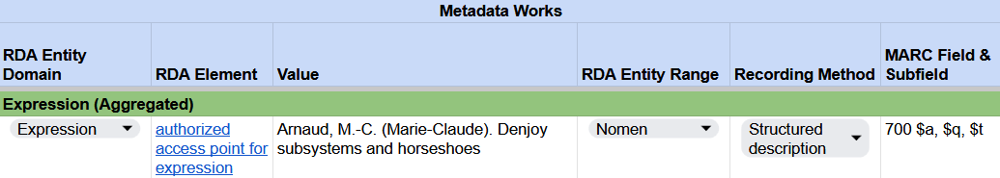 Metadata Works
RDA Entity
Domain
RDA Element
Value
RDA Entity Range
Recording Method
MARC Field &
Subfield
Expression (Aggregated)
Expression
authorized
access point for
expression
Arnaud, M.-C. (Marie-Claude). Denjoy
subsystems and horseshoes
Nomen
Structured
description
700 $a, $q, $t